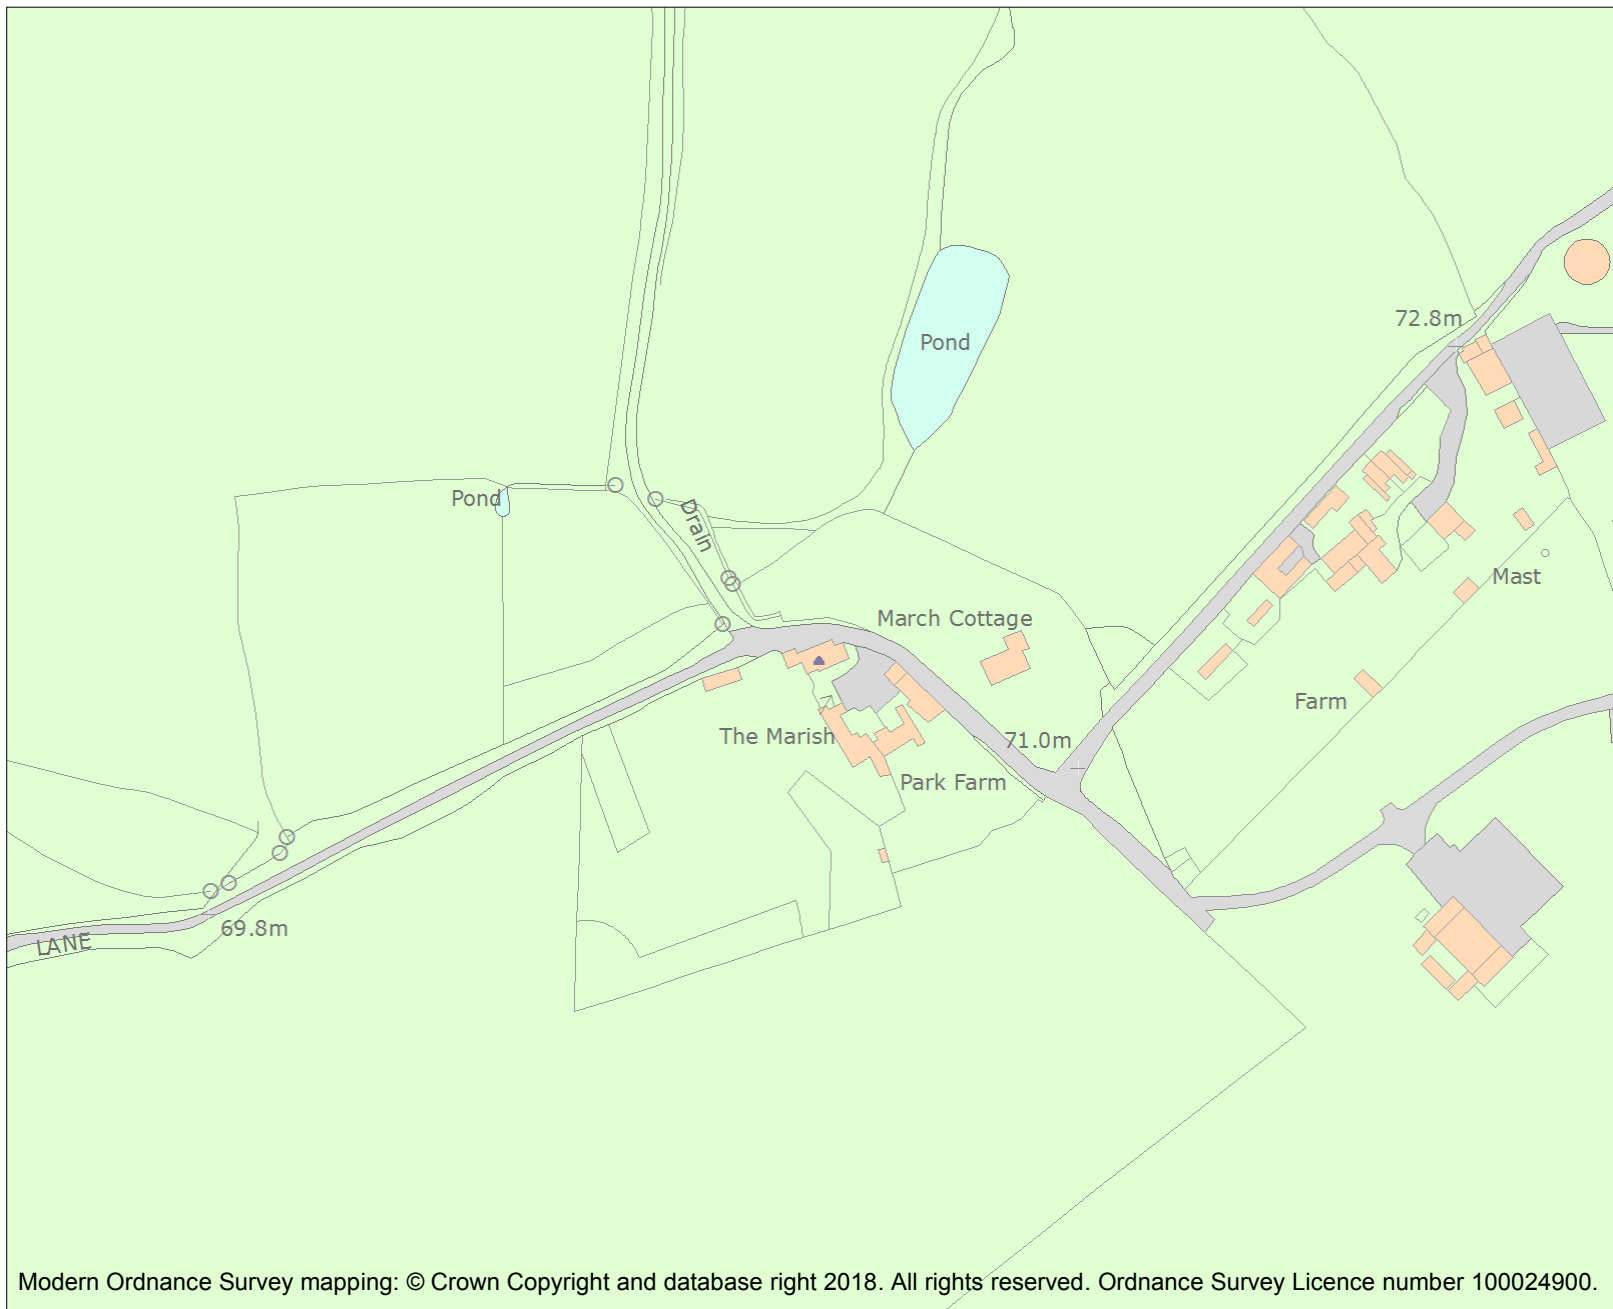 72.8m
Pond
Pond
Drain
Mast
March Cottage
Farm
The Marish
71.0m
Park Farm
69.8m
LANE
Modern Ordnance Survey mapping: © Crown Copyright and database right 2018. All rights reserved. Ordnance Survey Licence number 100024900.